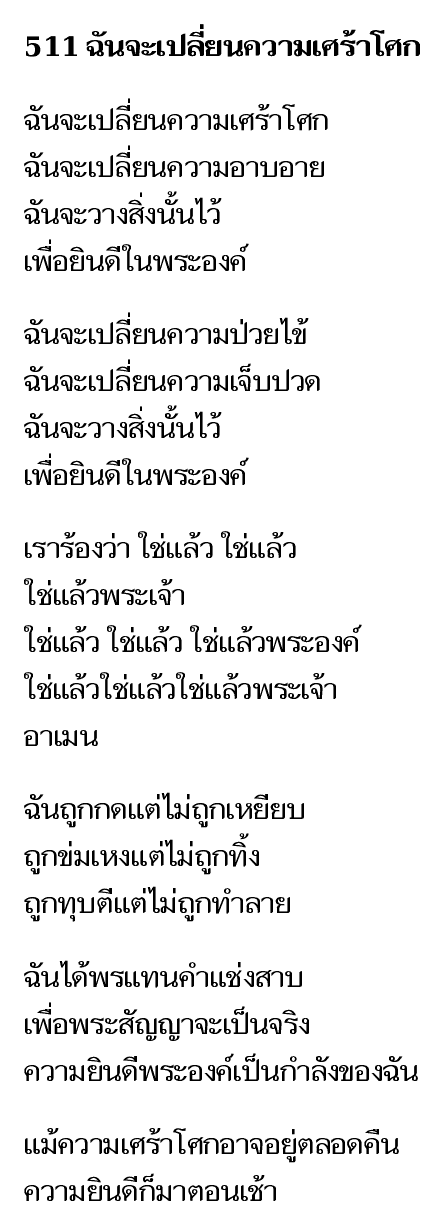 511 ฉันจะเปลี่ยนความเศร้าโศก
ฉันจะเปลี่ยนความเศร้าโศก
ฉันจะเปลี่ยนความอาบอาย
ฉันจะวางสิ่งนั้นไว้
เพื่อยินดีในพระองค์
ฉันจะเปลี่ยนความป่วยไข้
ฉันจะเปลี่ยนความเจ็บปวด
ฉันจะวางสิ่งนั้นไว้
เพื่อยินดีในพระองค์
เราร้องว่า ใช่แล้ว ใช่แล้ว
ใช่แล้วพระเจ้า
ใช่แล้ว ใช่แล้ว ใช่แล้วพระองค์
ใช่แล้วใช่แล้วใช่แล้วพระเจ้า
อาเมน
ฉันถูกกดแต่ไม่ถูกเหยียบ
ถูกข่มเหงแต่ไม่ถูกทิ้ง
ถูกทุบตีแต่ไม่ถูกทำลาย
ฉันได้พรแทนคำแช่งสาบ
เพื่อพระสัญญาจะเป็นจริง
ความยินดีพระองค์เป็นกำลังของฉัน
แม้ความเศร้าโศกอาจอยู่ตลอดคืน
ความยินดีก็มาตอนเช้า